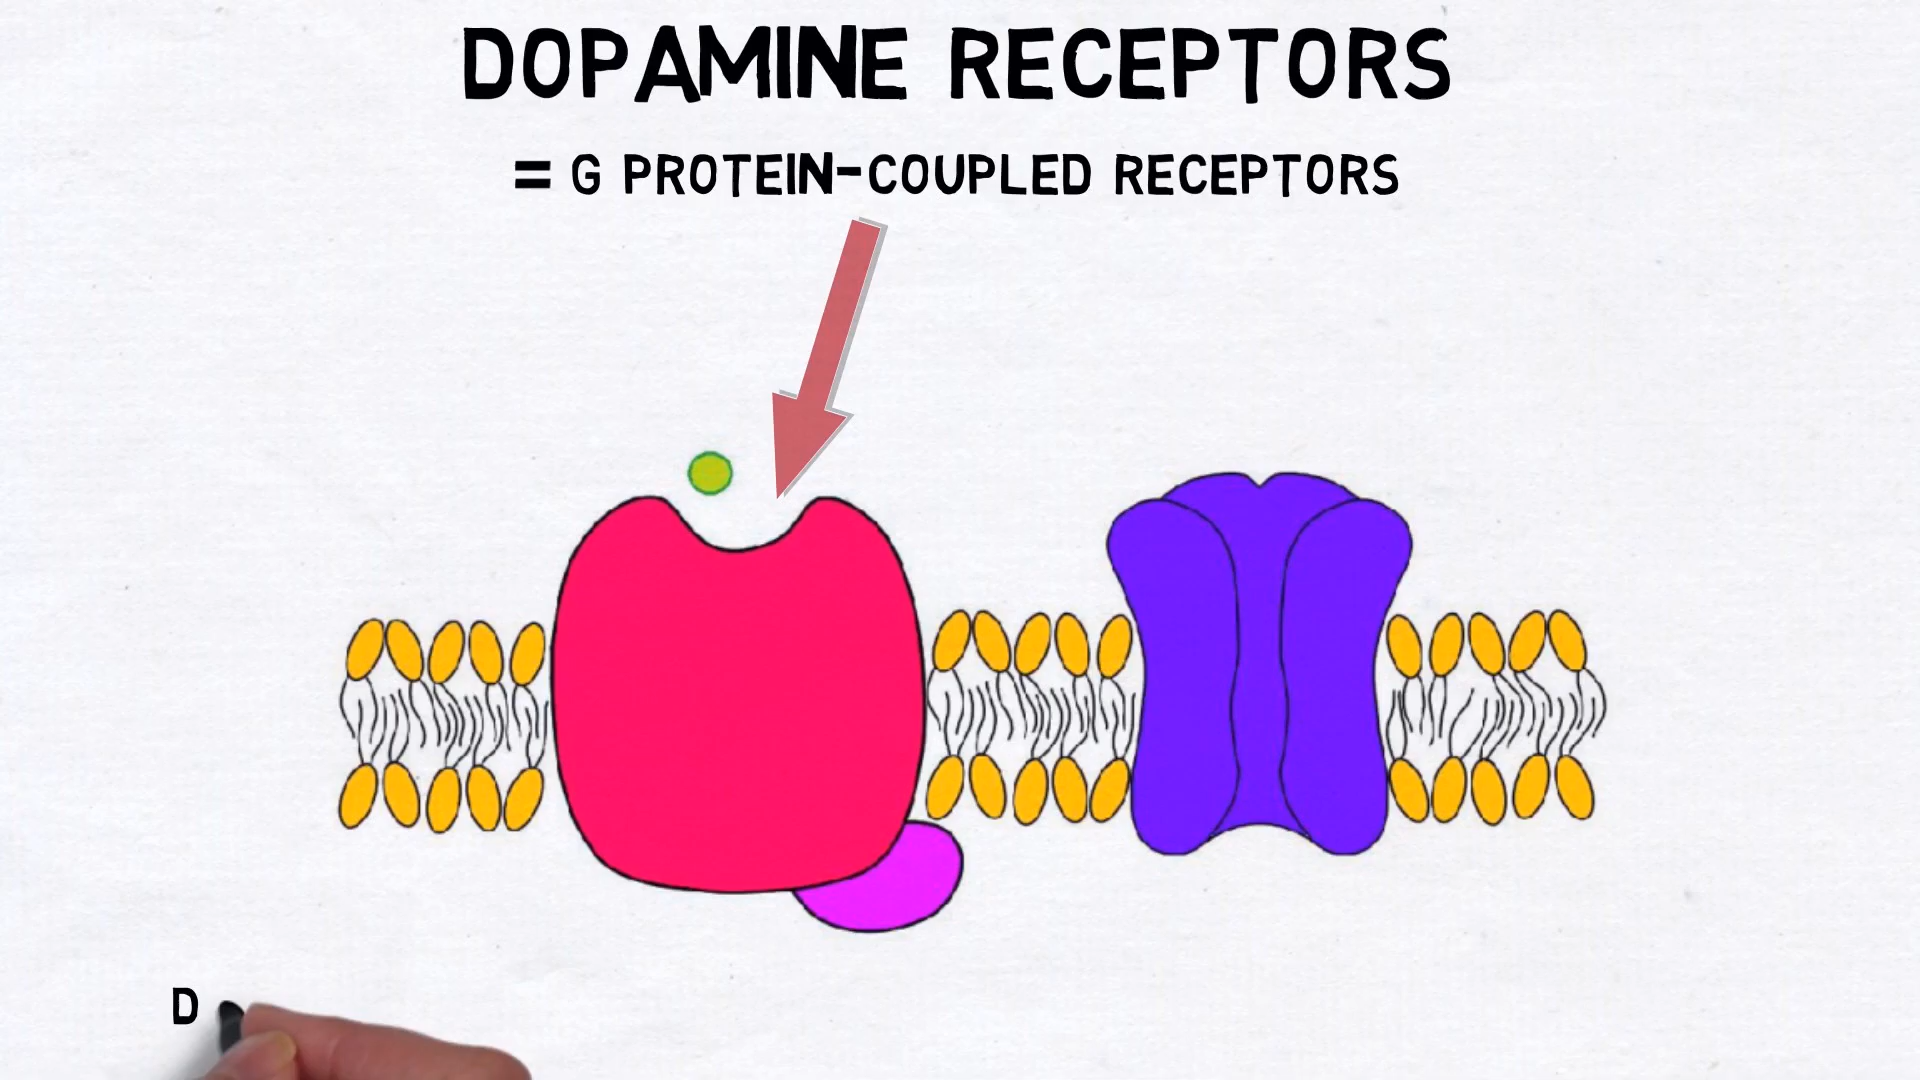 DOPAMINE RECEPTORS
= G PROTEIN-COUPLED RECEPTORS
D